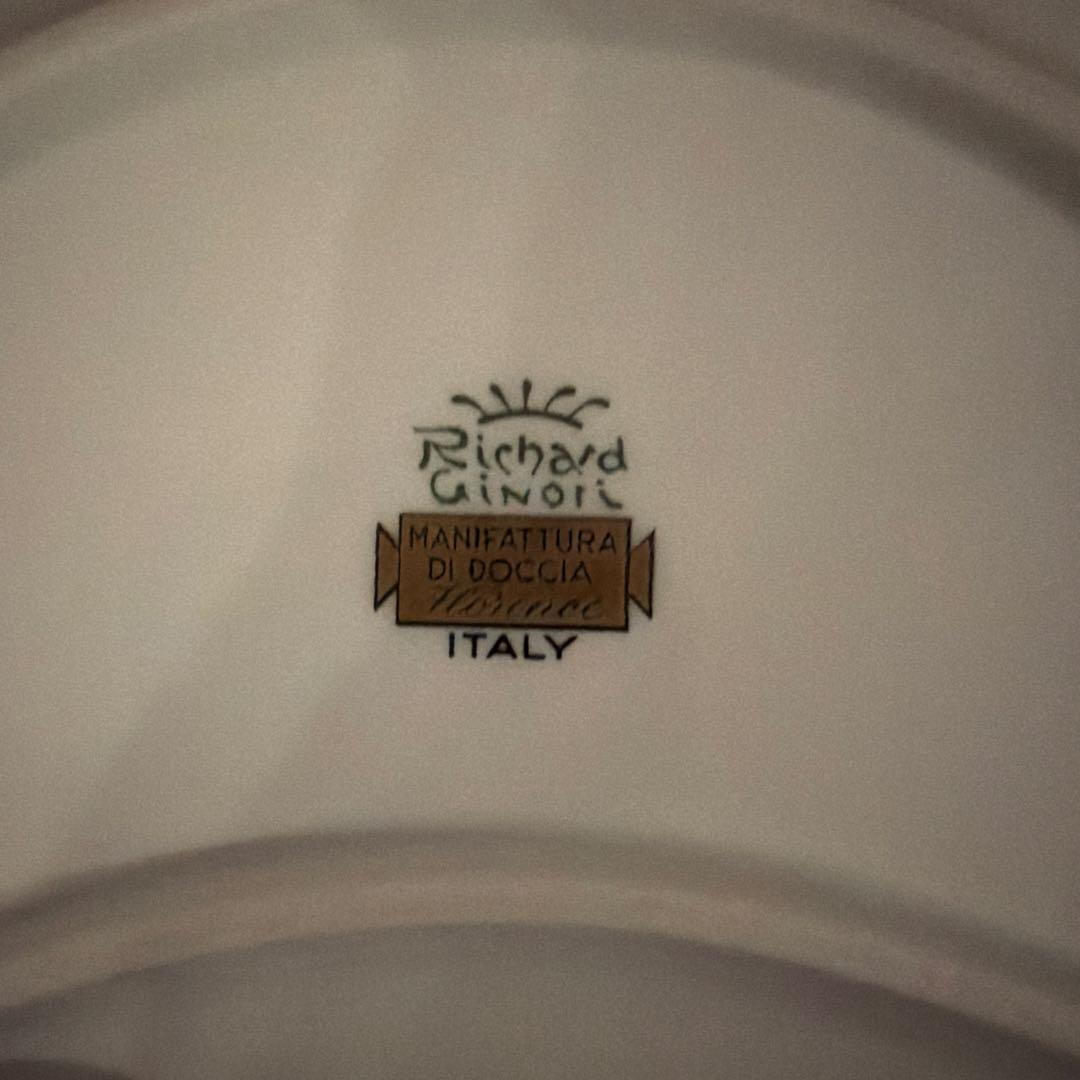 Richard
GiNori
MANIFATTURA
DI DOCCIA
Florence
ITALY